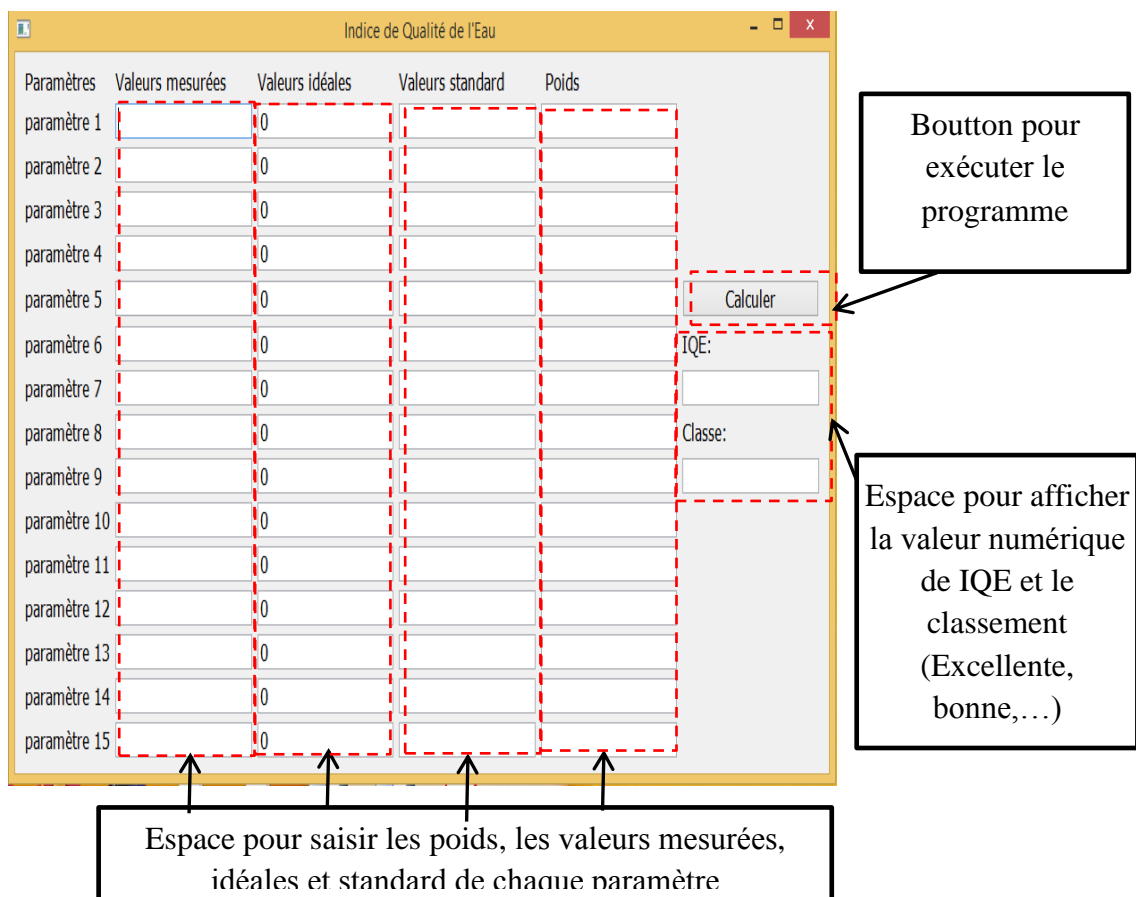 Indice de Qualité de l'Eau
Paramètres Valeurs mesurées Valeurs idéales Valeurs standard Poids
paramètre 1 0
paramètre 2 0
paramètre 3 0
paramètre 4 0
paramètre 5 0
paramètre 6 0
paramètre 7 0
paramètre 8 0
paramètre 9 0
paramètre 10 0
paramètre 11 0
paramètre 12 0
paramètre 13 0
paramètre 14 0
paramètre 15 0
Calculer
IQE:
Classe:
Boutton pour
exécuter le
programme
Espace pour afficher
la valeur numérique
de IQE et le
classement
(Excellente,
bonne,…)
Espace pour saisir les poids, les valeurs mesurées,
idéales et standard de chaque paramètre